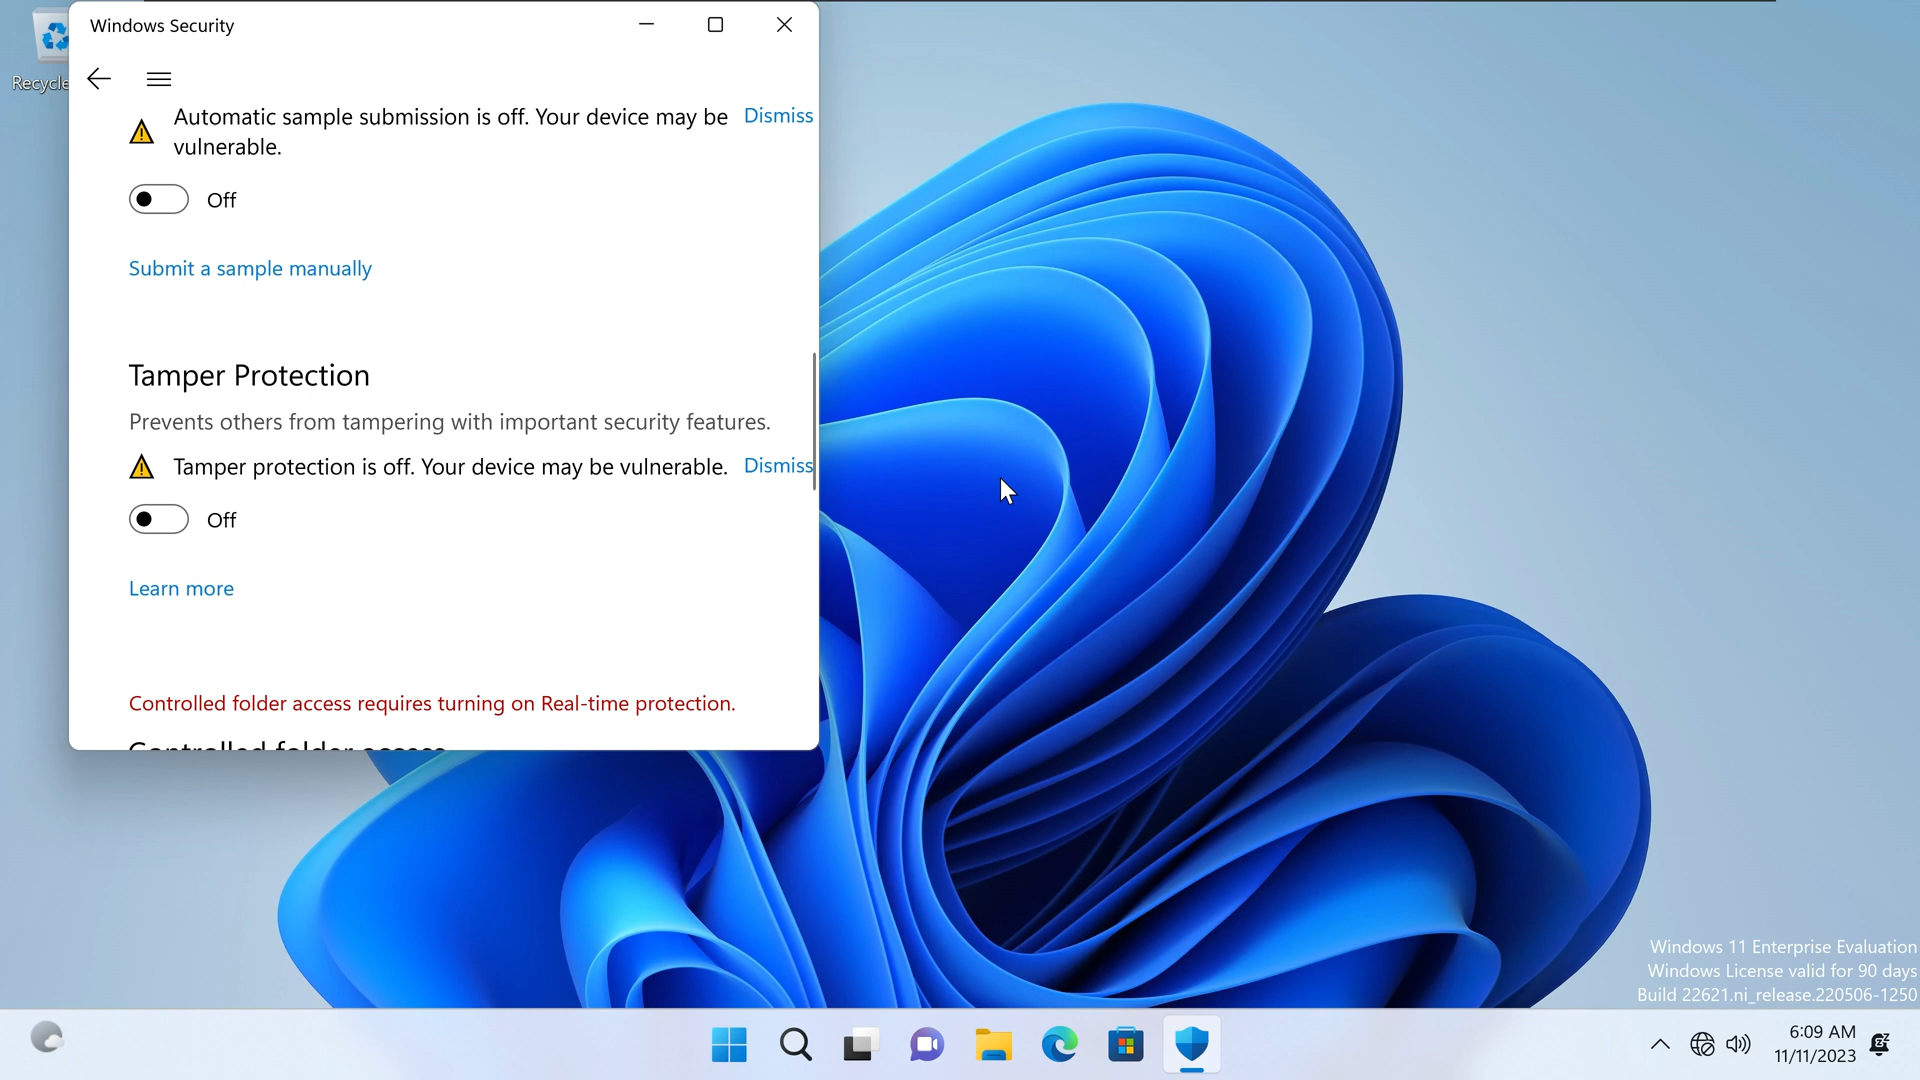 Windows Security
Recycle
Automatic sample submission is off. Your device may be
vulnerable.
Dismiss
Off
Submit a sample manually
Tamper Protection
Prevents others from tampering with important security features.
Tamper protection is off. Your device may be vulnerable.
Dismiss
Off
Learn more
Controlled folder access requires turning on Real-time protection.
Controlled folder access
Windows 11 Enterprise Evaluation
Windows License valid for 90 days
Build 22621.ni_release.220506-1250
6:09 AM
11/11/2023